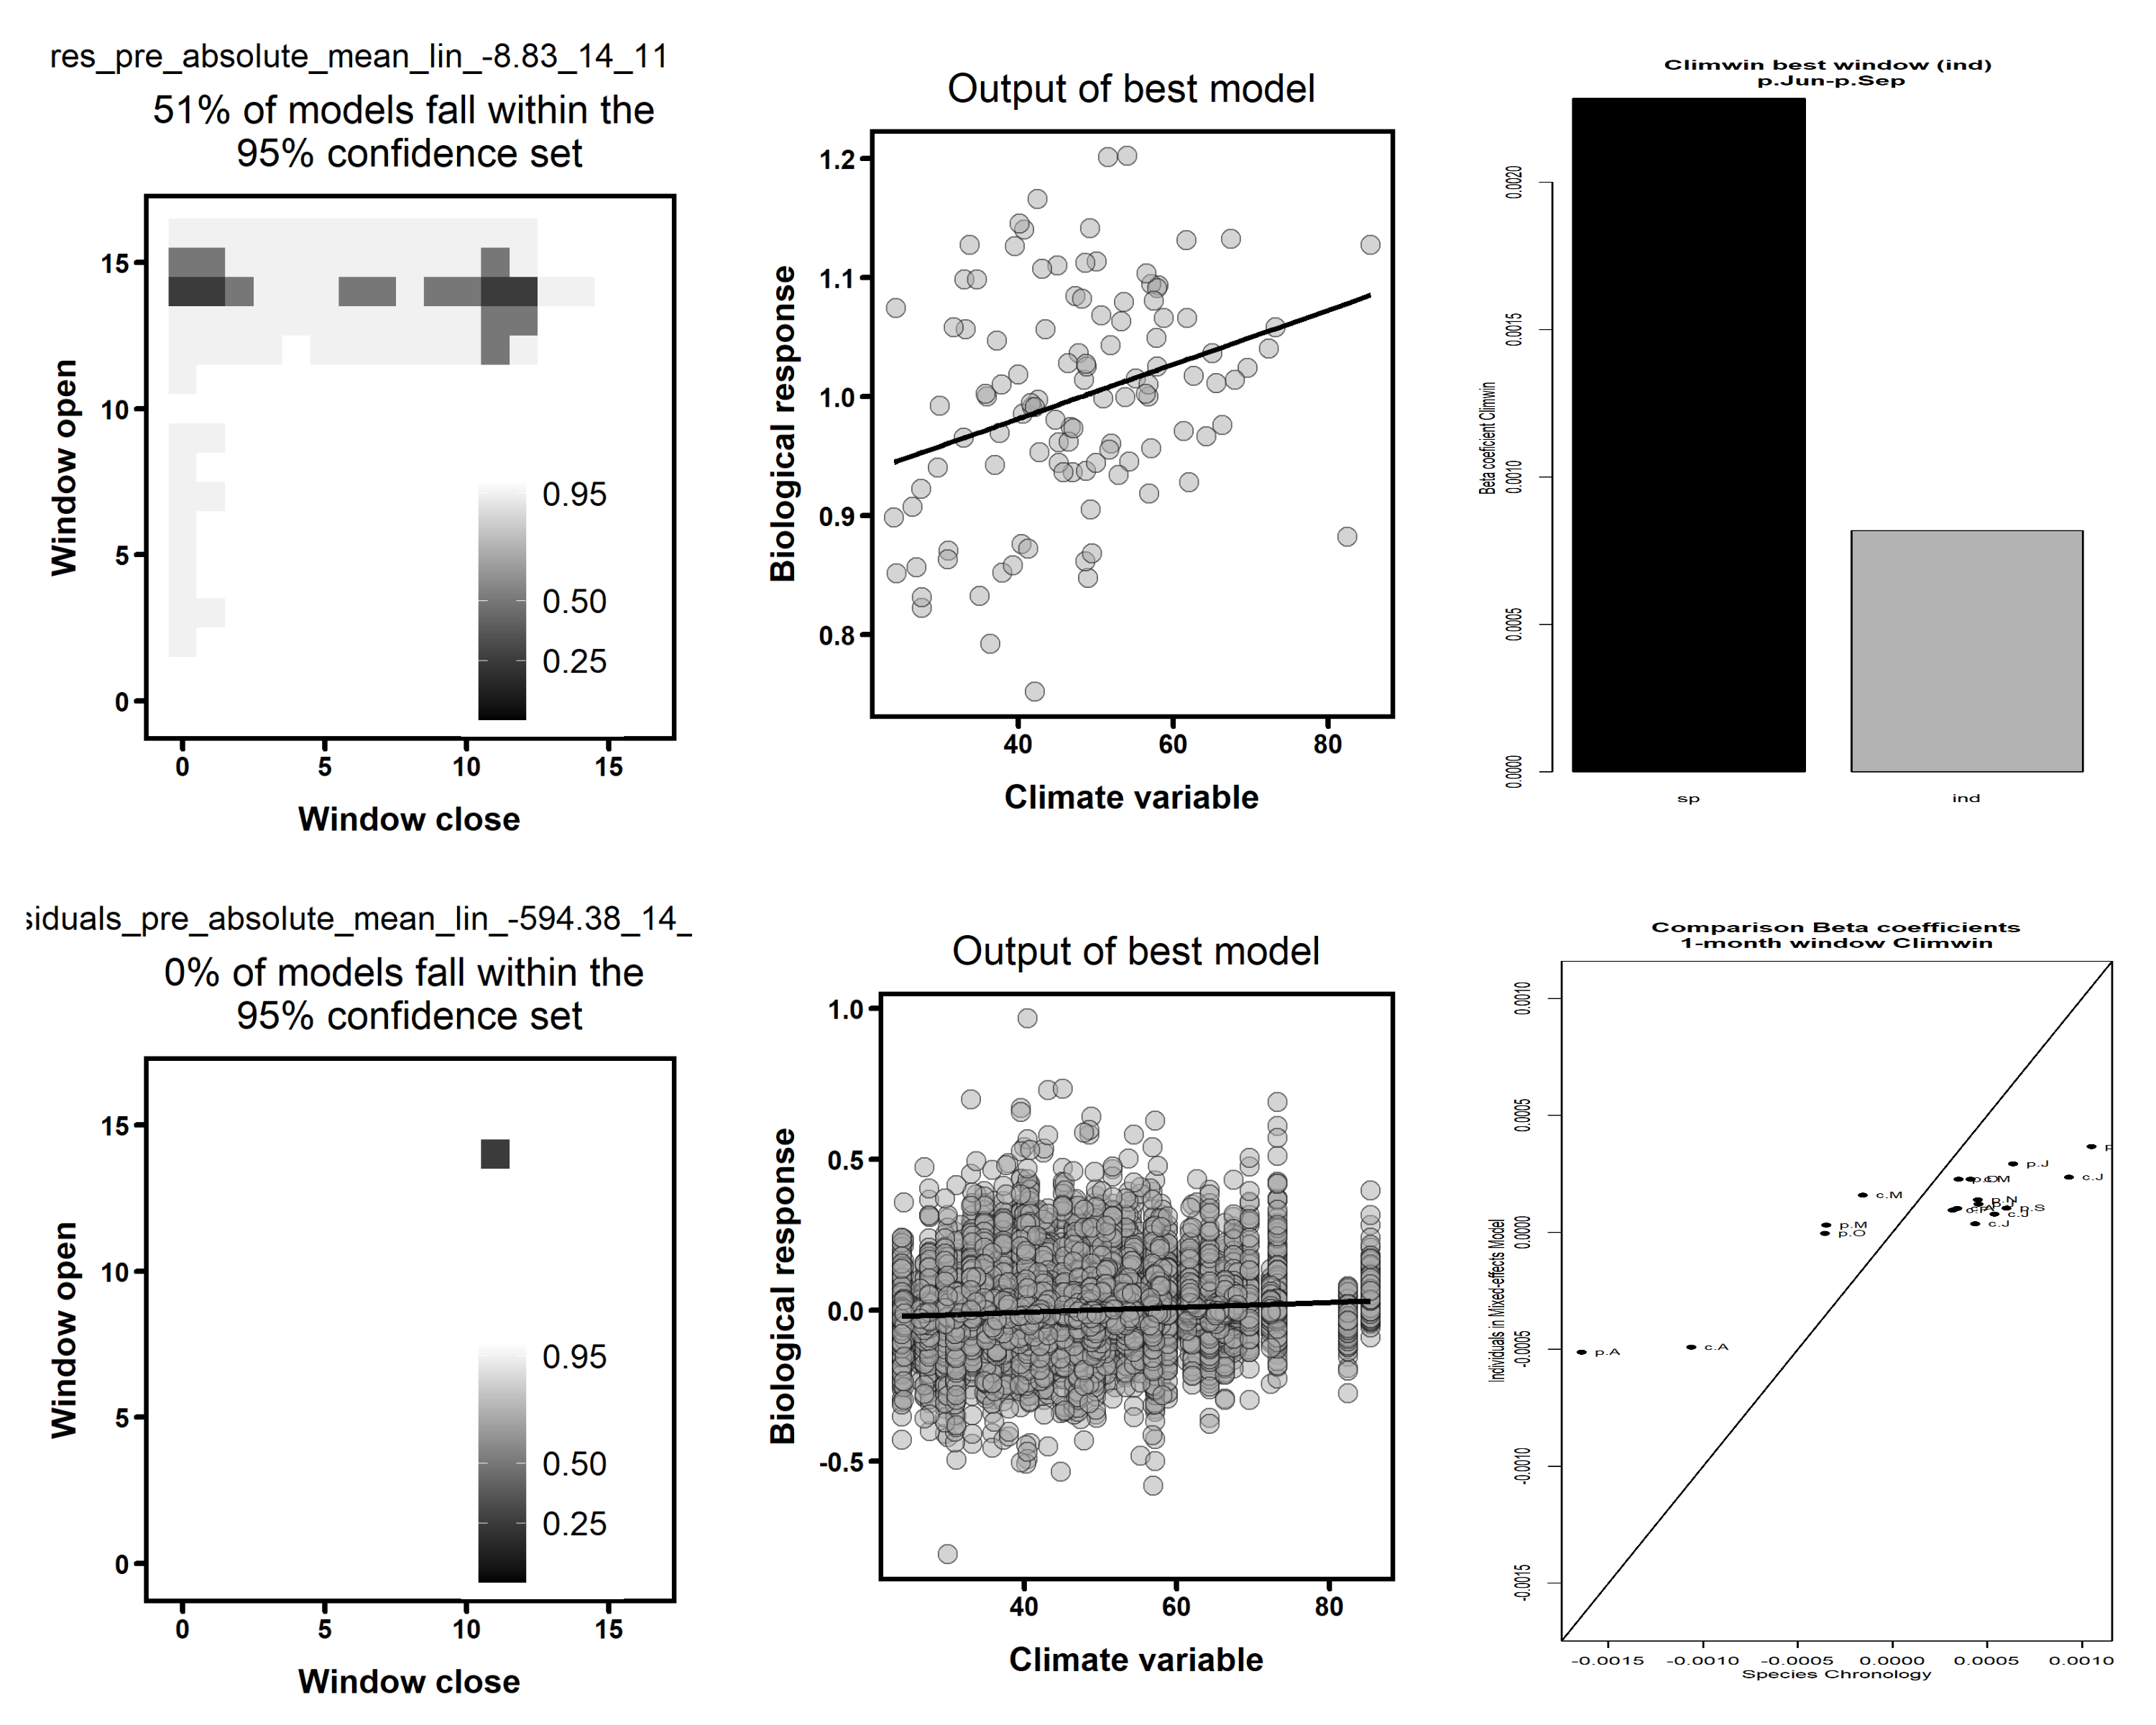 res_pre_absolute_mean_lin_-8.83_14_11
51% of models fall within the
95% confidence set
Window open
15
10
5
0
0.95
0.50
0.25
0 5 10 15
Window close
Output of best model
Biological response
1.2
1.1
1.0
0.9
0.8
40 60 80
Climate variable
Climwin best window (ind)
p.Jun-p.Sep
Beta coefficient Climwin
0.0020
0.0015
0.0010
0.0005
0.0000
sp ind
siduals_pre_absolute_mean_lin_-594.38_14_
0% of models fall within the
95% confidence set
Window open
15
10
5
0
0.95
0.50
0.25
0 5 10 15
Window close
Output of best model
Biological response
1.0
0.5
0.0
-0.5
40 60 80
Climate variable
Comparison Beta coefficients
1-month window Climwin
Individuals in Mixed-effects Model
0.0010
0.0005
0.0000
-0.0005
-0.0010
-0.0015
p
p.J
c.J
c.M
p.N
p.S
c.J
c.J
p.M
p.O
p.A
c.A
-0.0015 -0.0010 -0.0005 0.0000 0.0005 0.0010
Species Chronology